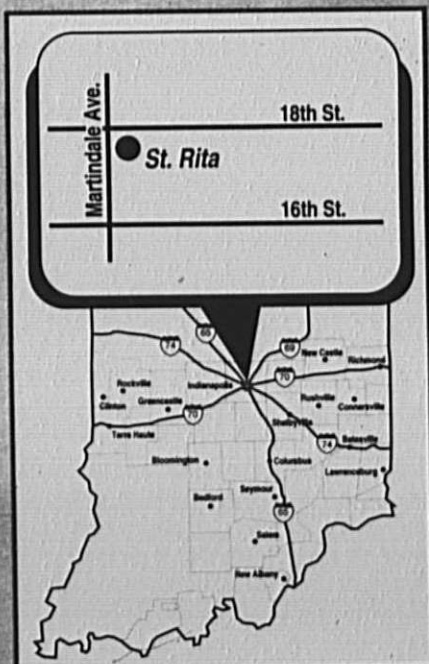 Martindale Ave.
18th St.
St. Rita
16th St.
65
74
69
New Castle
Richmond
Indianapolis
70
Rockville
Clinton
Greencastle
Rushville
Connersville
70
Shelbyville
Terre Haute
74
Batesville
Bloomington
Columbus
Lawrenceburg
Bedford
Seymour
65
Salem
New Albany